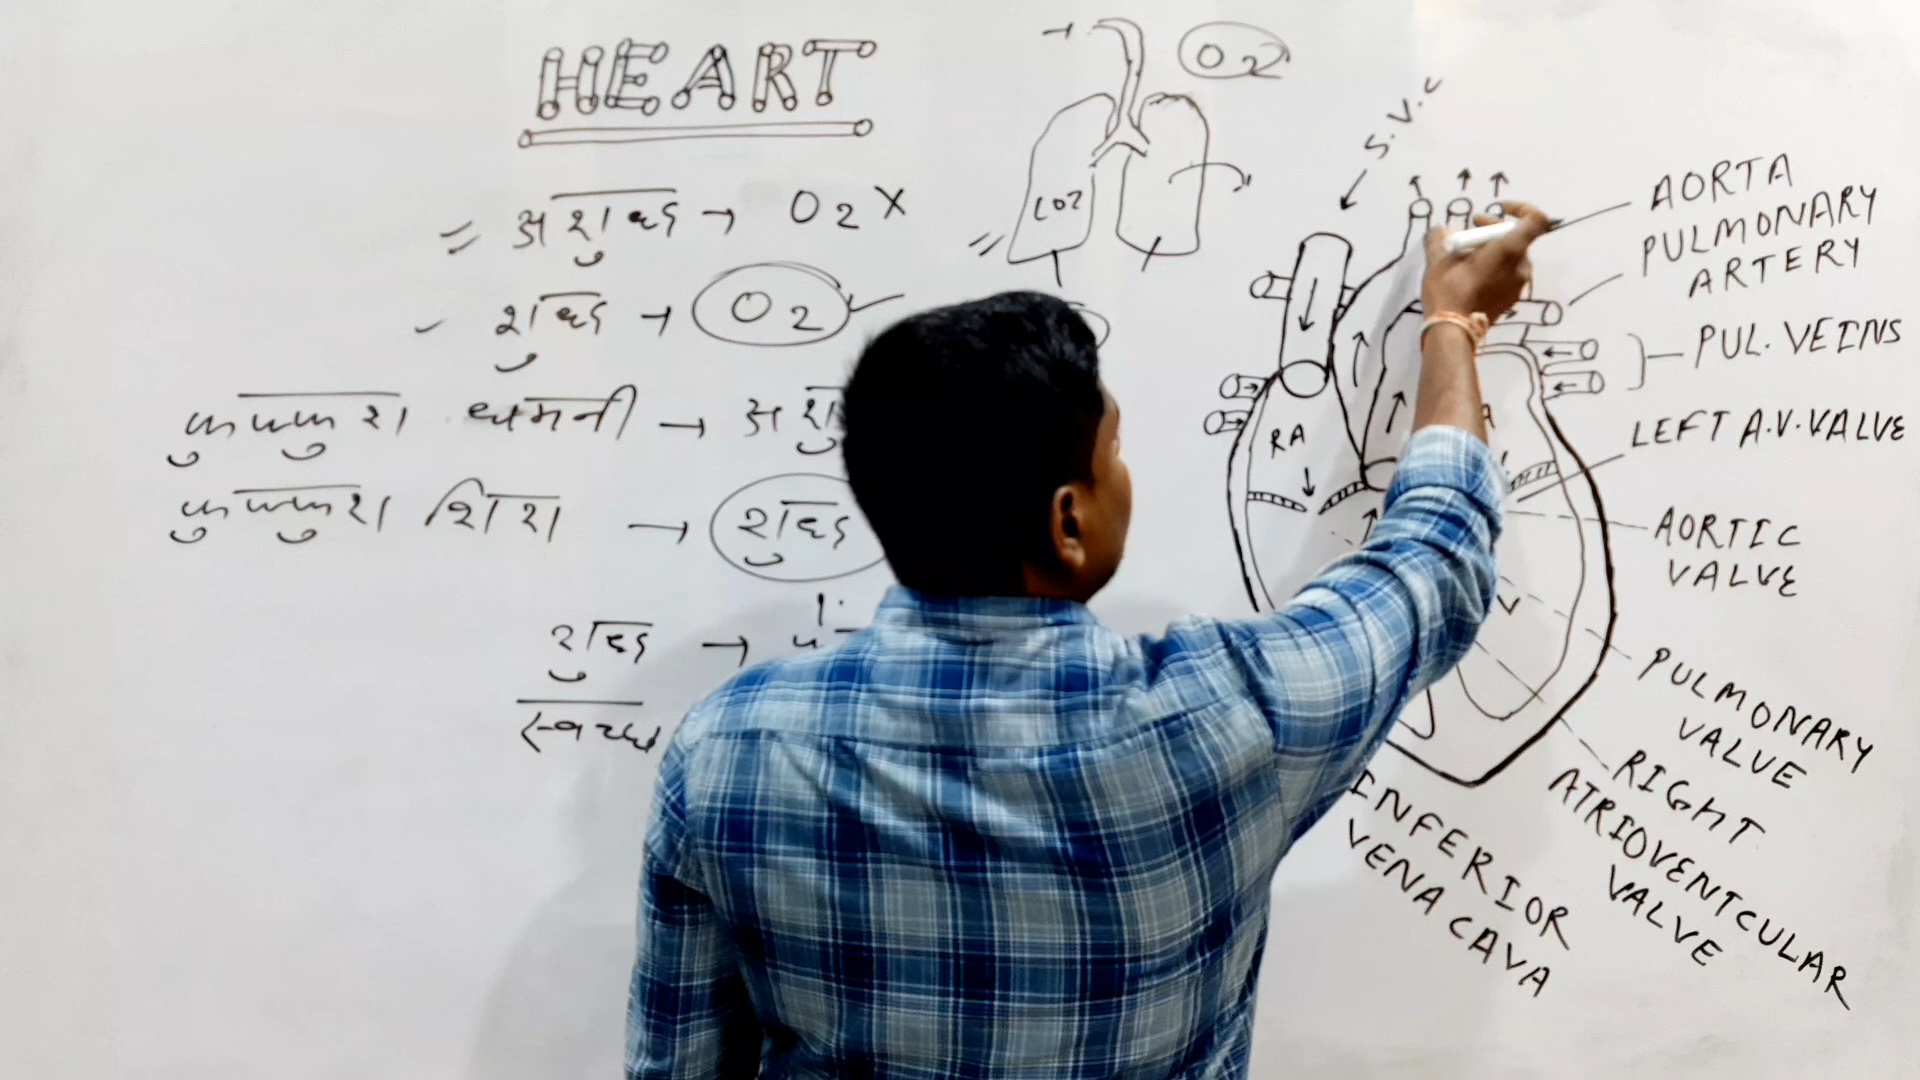 HEART
अशुद्ध → O2 X
शुद्ध → O2
फुफ्फुस धमनी → अशु
फुफ्फुस शिरा → शुद्ध
शुद्ध →
O2
CO2
S.V.C
RA
AORTA
PULMONARY
ARTERY
PUL. VEINS
LEFT A.V. VALVE
AORTIC
VALVE
PULMONARY
VALVE
RIGHT
ATRIOVENTCULAR
VALVE
INFERIOR
VENA CAVA